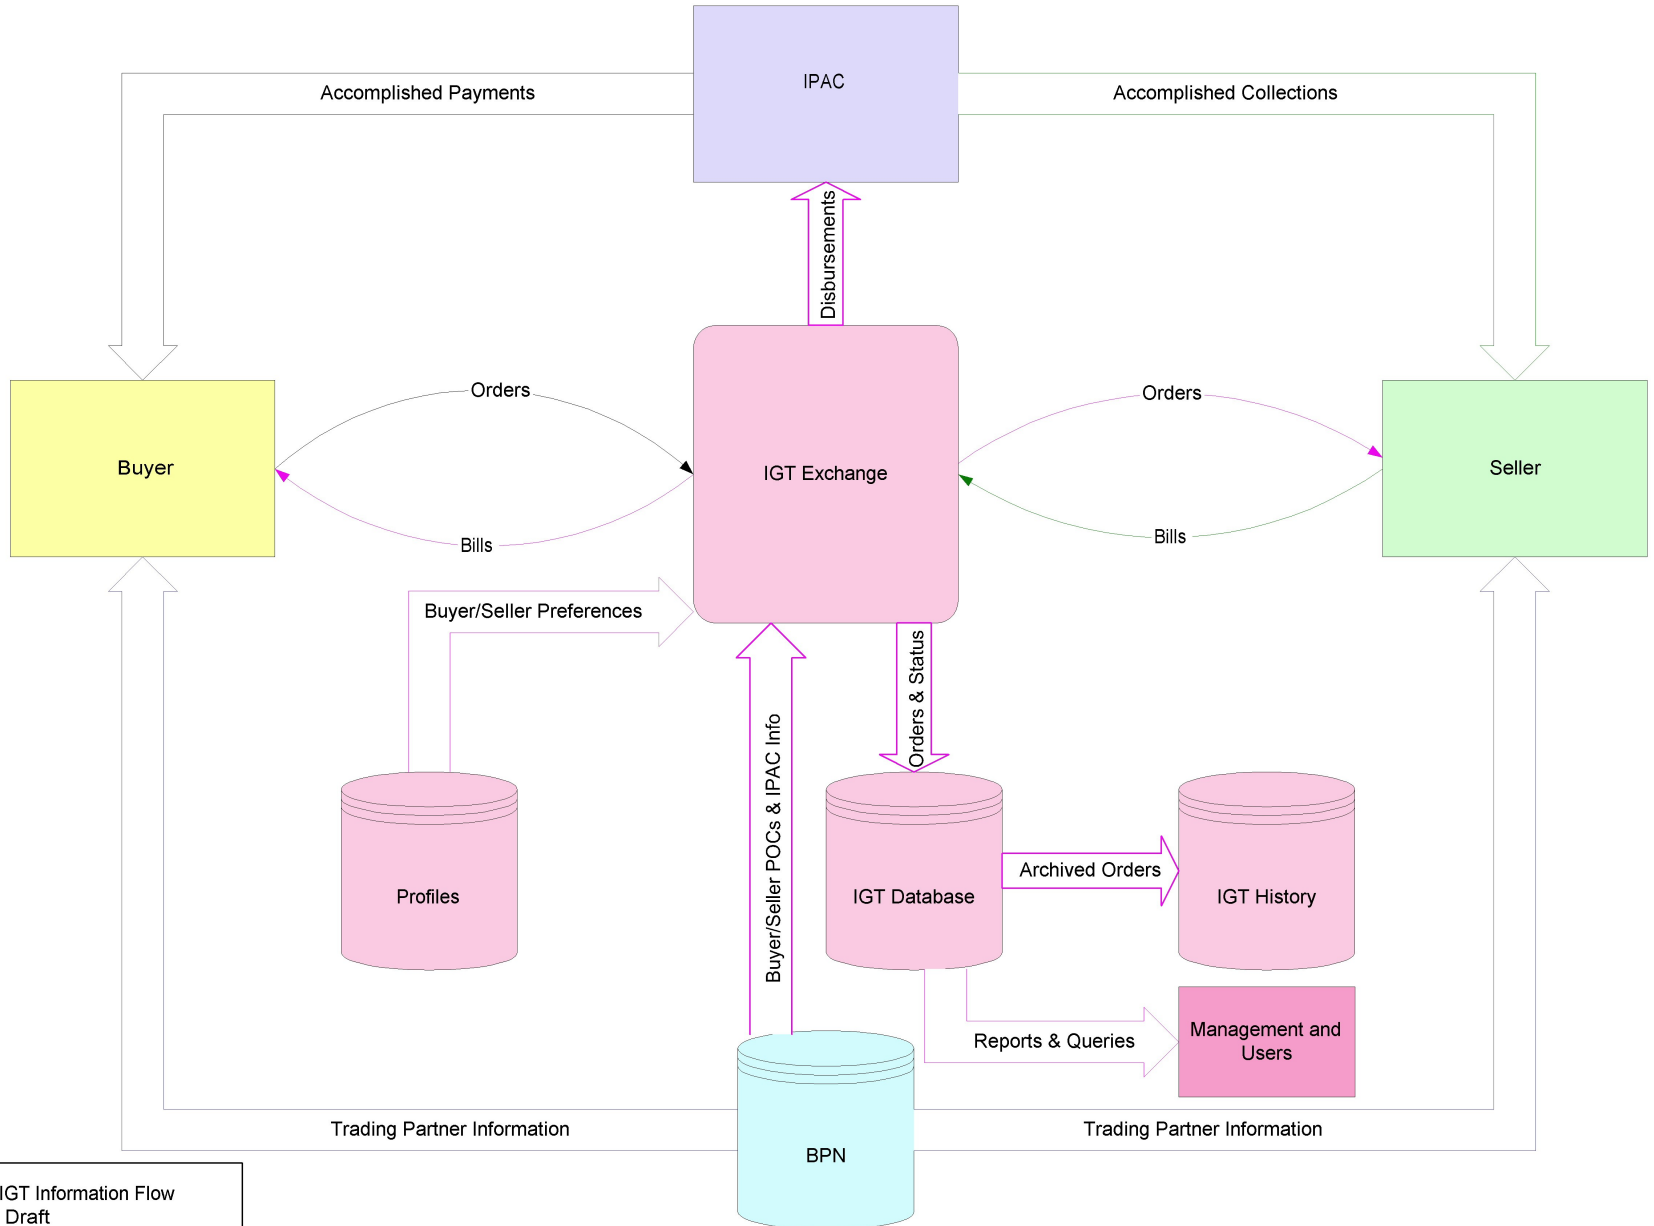 IPAC
Accomplished Payments
Accomplished Collections
Disbursements
Orders
Orders
Buyer
IGT Exchange
Seller
Bills
Bills
Buyer/Seller Preferences
Orders & Status
Buyer/Seller POCs & IPAC Info
Archived Orders
Profiles
IGT Database
IGT History
Management and
Users
Reports & Queries
Trading Partner Information
Trading Partner Information
BPN
IGT Information Flow
Draft